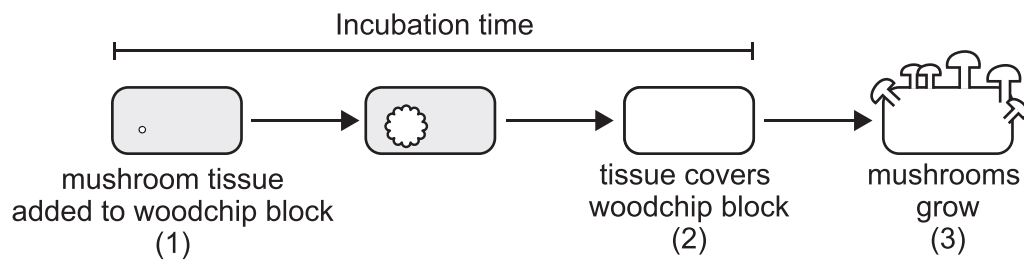 Incubation time
mushroom tissue
added to woodchip block
(1)
tissue covers
woodchip block
(2)
mushrooms
grow
(3)